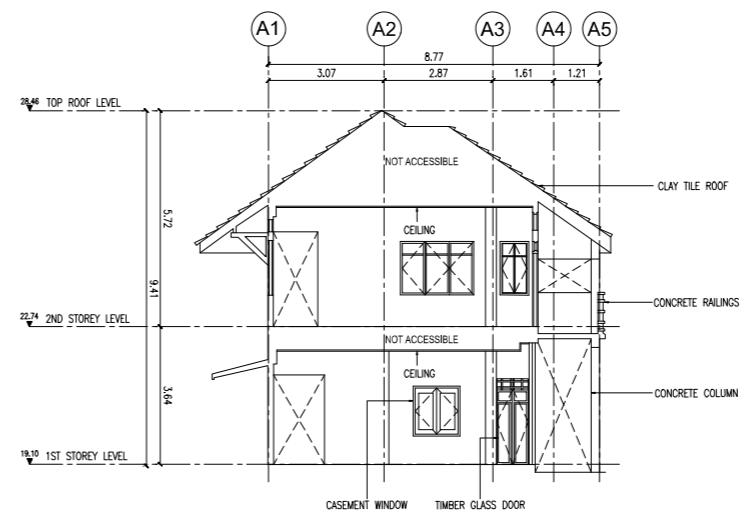 A1 A2 A3 A4 A5
8.77
3.07 2.87 1.61 1.21
28.46 TOP ROOF LEVEL
NOT ACCESSIBLE
CLAY TILE ROOF
5.72
CEILING
9.41
CONCRETE RAILINGS
22.74 2ND STOREY LEVEL
NOT ACCESSIBLE
CEILING
3.64
CONCRETE COLUMN
19.10 1ST STOREY LEVEL
CASEMENT WINDOW TIMBER GLASS DOOR